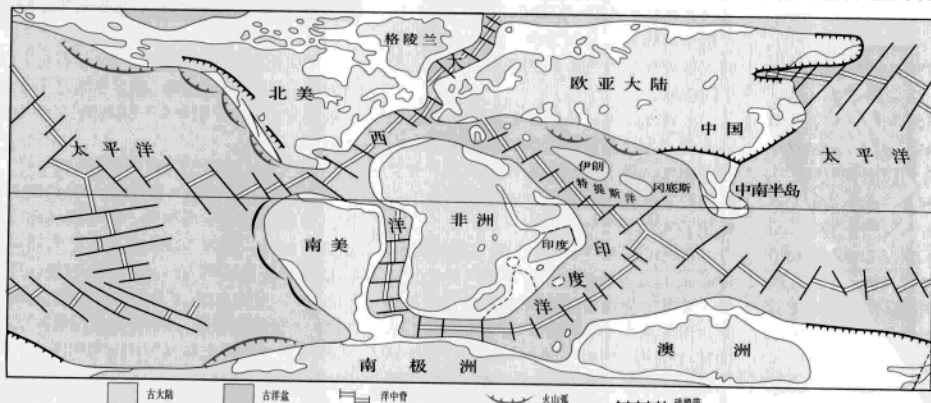 格陵兰
大
北美
欧亚大陆
中国
西
太平洋
太平洋
伊朗
特提斯洋
冈底斯
中南半岛
洋
非洲
南美
印度
印
度
洋
南极洲
澳洲
古大陆
古洋盆
洋中脊
火山弧